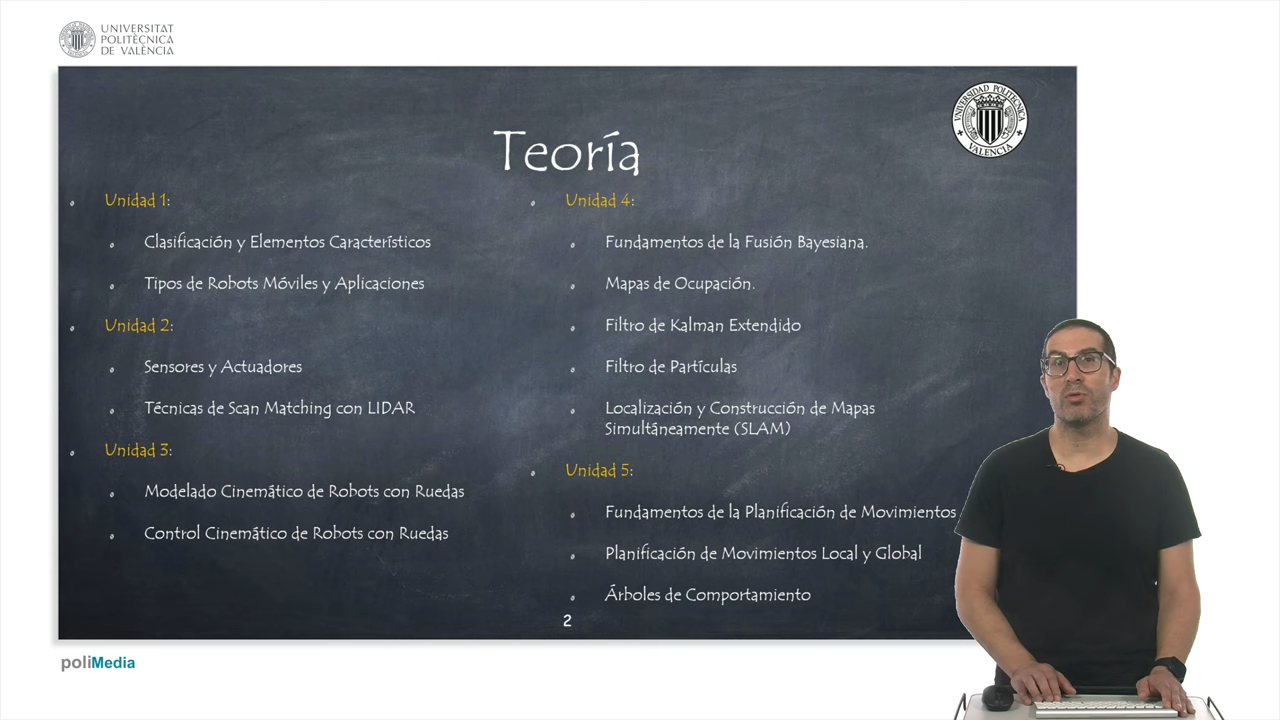 UNIVERSITAT
POLITÈCNICA
DE VALÈNCIA
UNIVERSIDAD POLITECNICA
VALENCIA
Teoría
Unidad 1:
Clasificación y Elementos Característicos
Tipos de Robots Móviles y Aplicaciones
Unidad 2:
Sensores y Actuadores
Técnicas de Scan Matching con LIDAR
Unidad 3:
Modelado Cinemático de Robots con Ruedas
Control Cinemático de Robots con Ruedas
Unidad 4:
Fundamentos de la Fusión Bayesiana.
Mapas de Ocupación.
Filtro de Kalman Extendido
Filtro de Partículas
Localización y Construcción de Mapas
Simultáneamente (SLAM)
Unidad 5:
Fundamentos de la Planificación de Movimientos
Planificación de Movimientos Local y Global
Árboles de Comportamiento
2
poliMedia